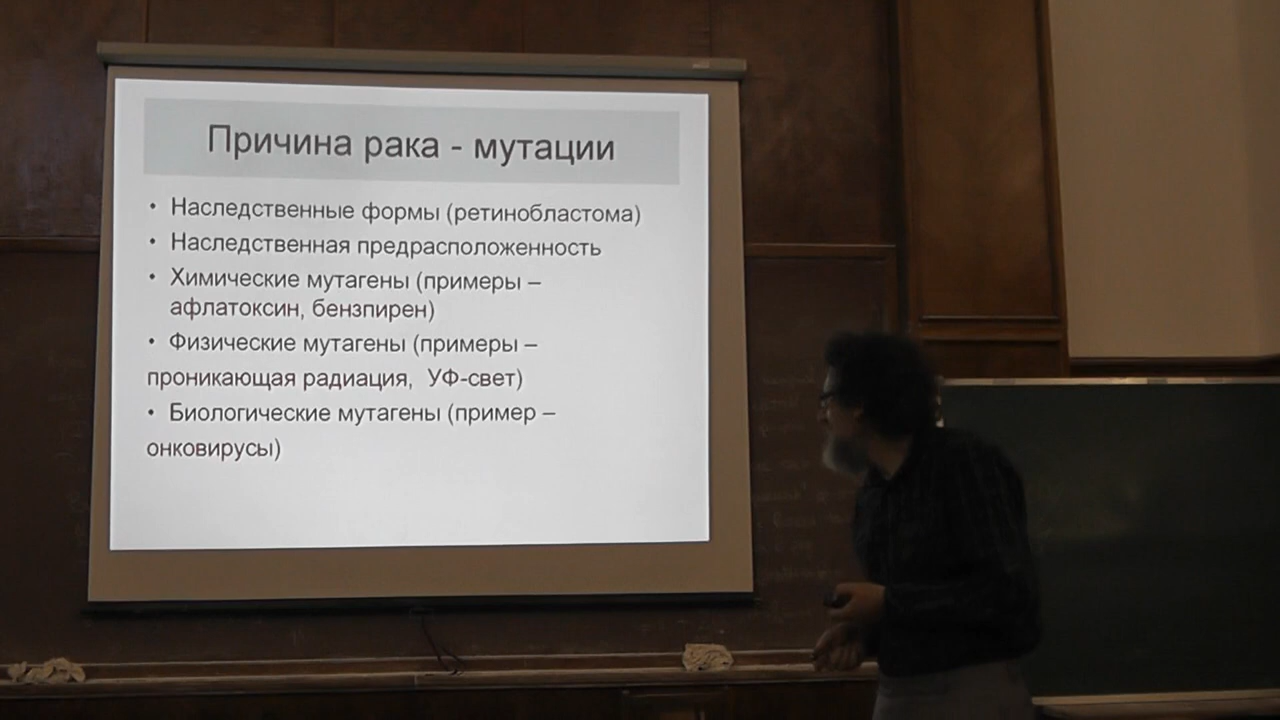 Причина рака - мутации
• Наследственные формы (ретинобластома)
• Наследственная предрасположенность
• Химические мутагены (примеры –
афлатоксин, бензпирен)
• Физические мутагены (примеры –
проникающая радиация, УФ-свет)
• Биологические мутагены (пример –
онковирусы)